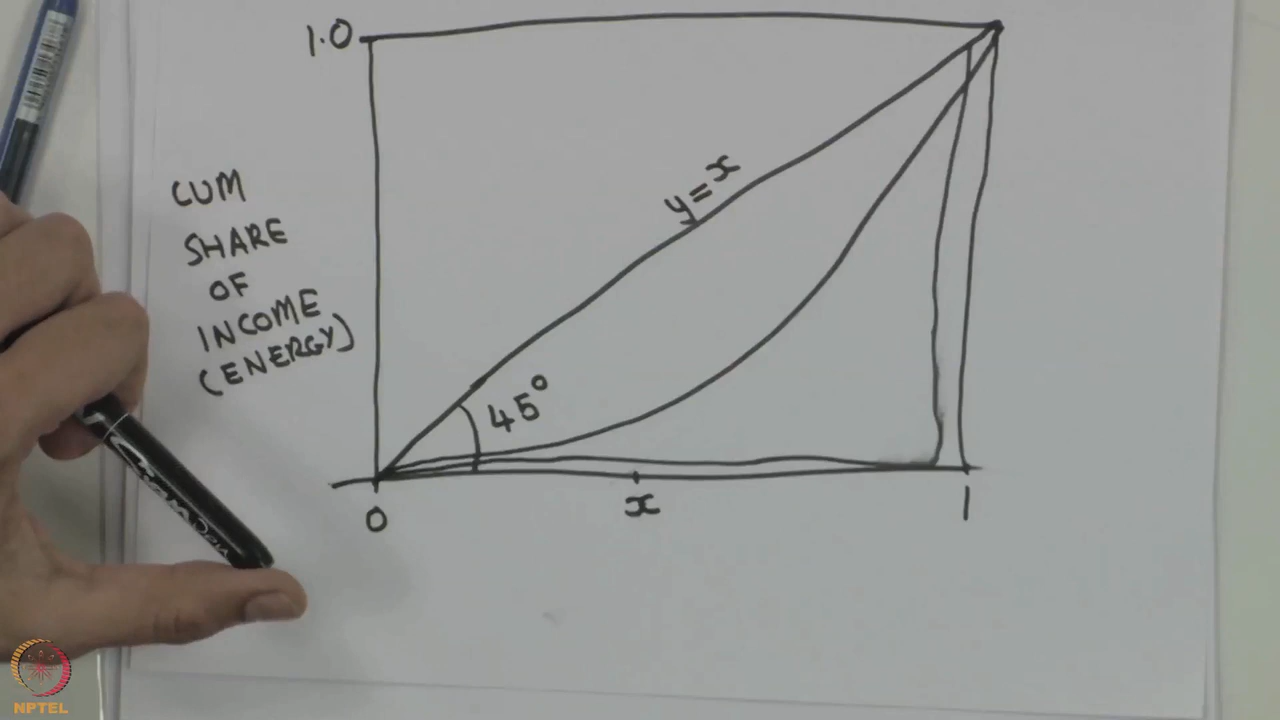 1.0
y=x
CUM
SHARE
OF
INCOME
(ENERGY)
45°
0
x
1
NPTEL